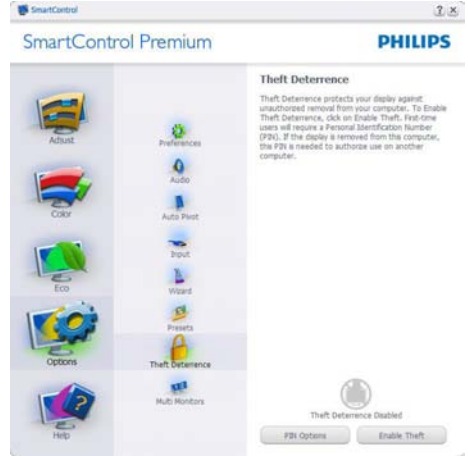 SmartControl
SmartControl Premium
PHILIPS
Adjust
Color
Eco
Options
Help
Preferences
Audio
Auto Pivot
Input
Wizard
Presets
Theft Deterrence
Multi Monitors
Theft Deterrence
Theft Deterrence protects your display against
unauthorized removal from your computer. To Enable
Theft Deterrence, click on Enable Theft. First-time
users will require a Personal Identification Number
(PIN). If the display is removed from this computer,
this PIN is needed to authorize use on another
computer.
Theft Deterrence Disabled
PIN Options
Enable Theft